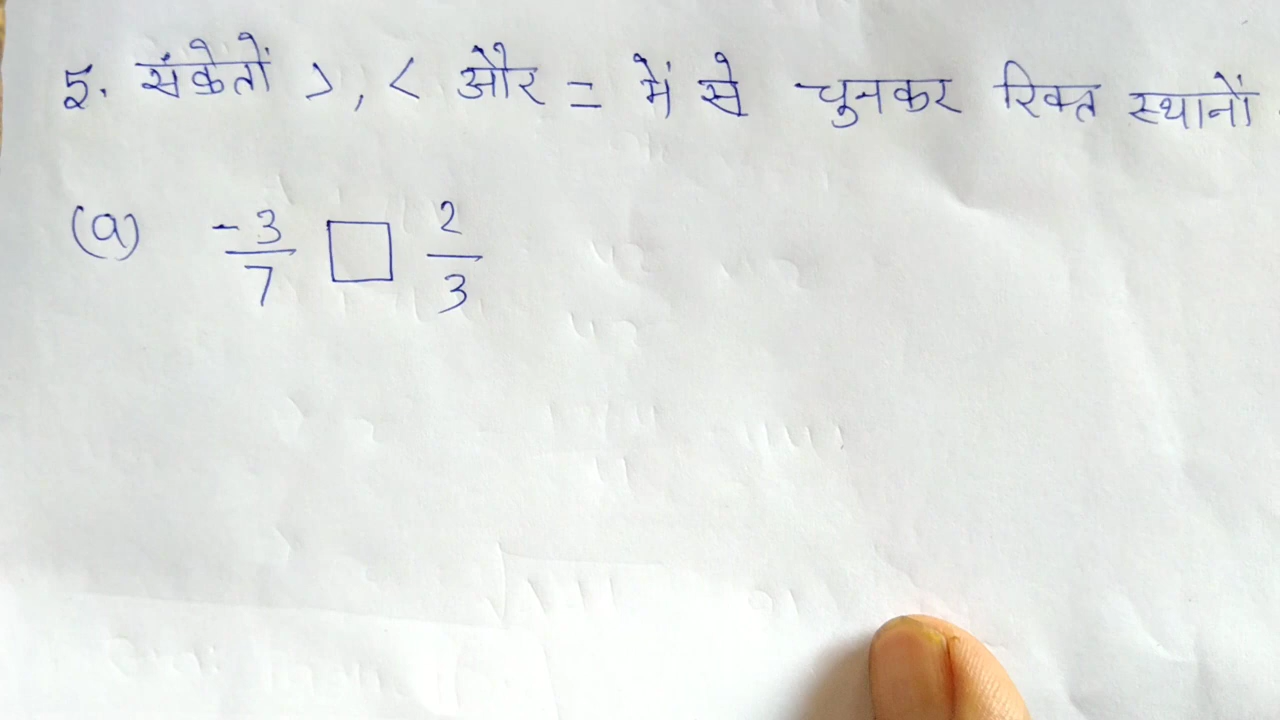 5. संकेतों >, < और = में से चुनकर रिक्त स्थानों
(a) -3/7 □ 2/3